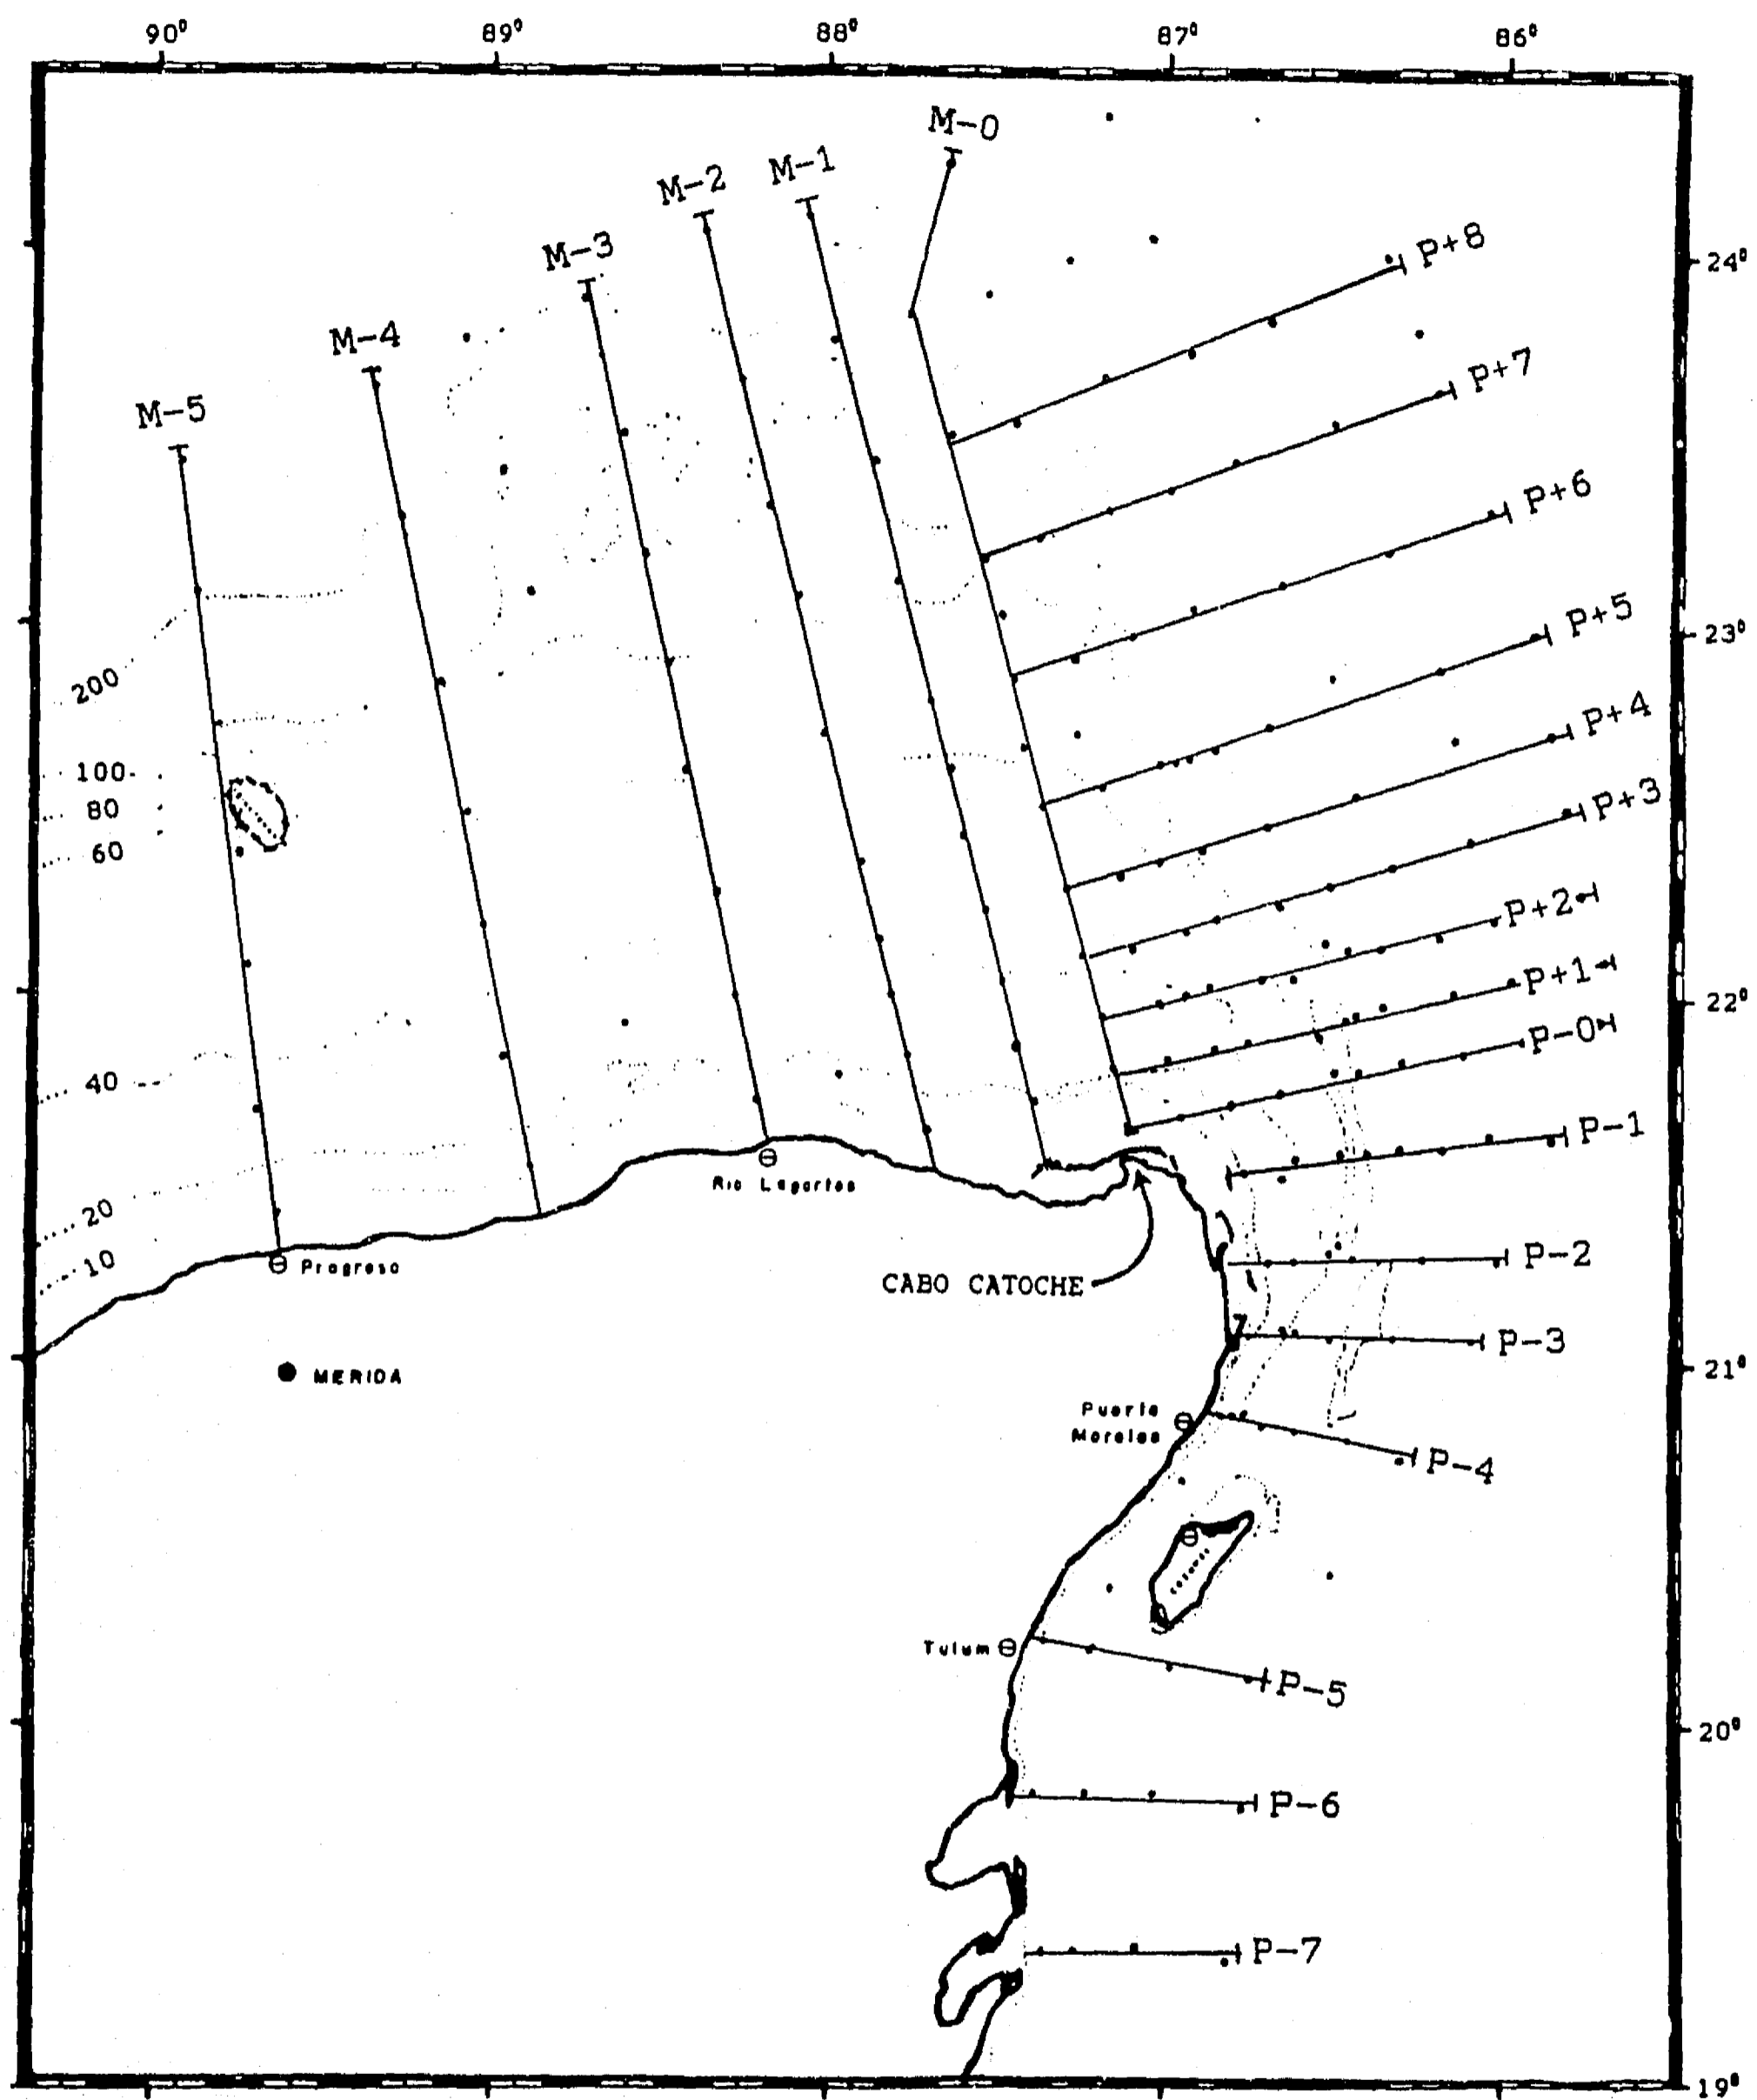 90° 89° 88° 87° 86°
M-0
M-1
M-2
P+8
M-3
24°
M-4
P+7
M-5
P+6
P+5
23°
200
P+4
100
P+3
80
60
P+2
P+1
22°
P-0
40
P-1
Rio Lagartos
20
P-2
10
Progreso
CABO CATOCHE
P-3
21°
MERIDA
Puerto
Morelos
P-4
Tulum
P-5
20°
P-6
P-7
19°